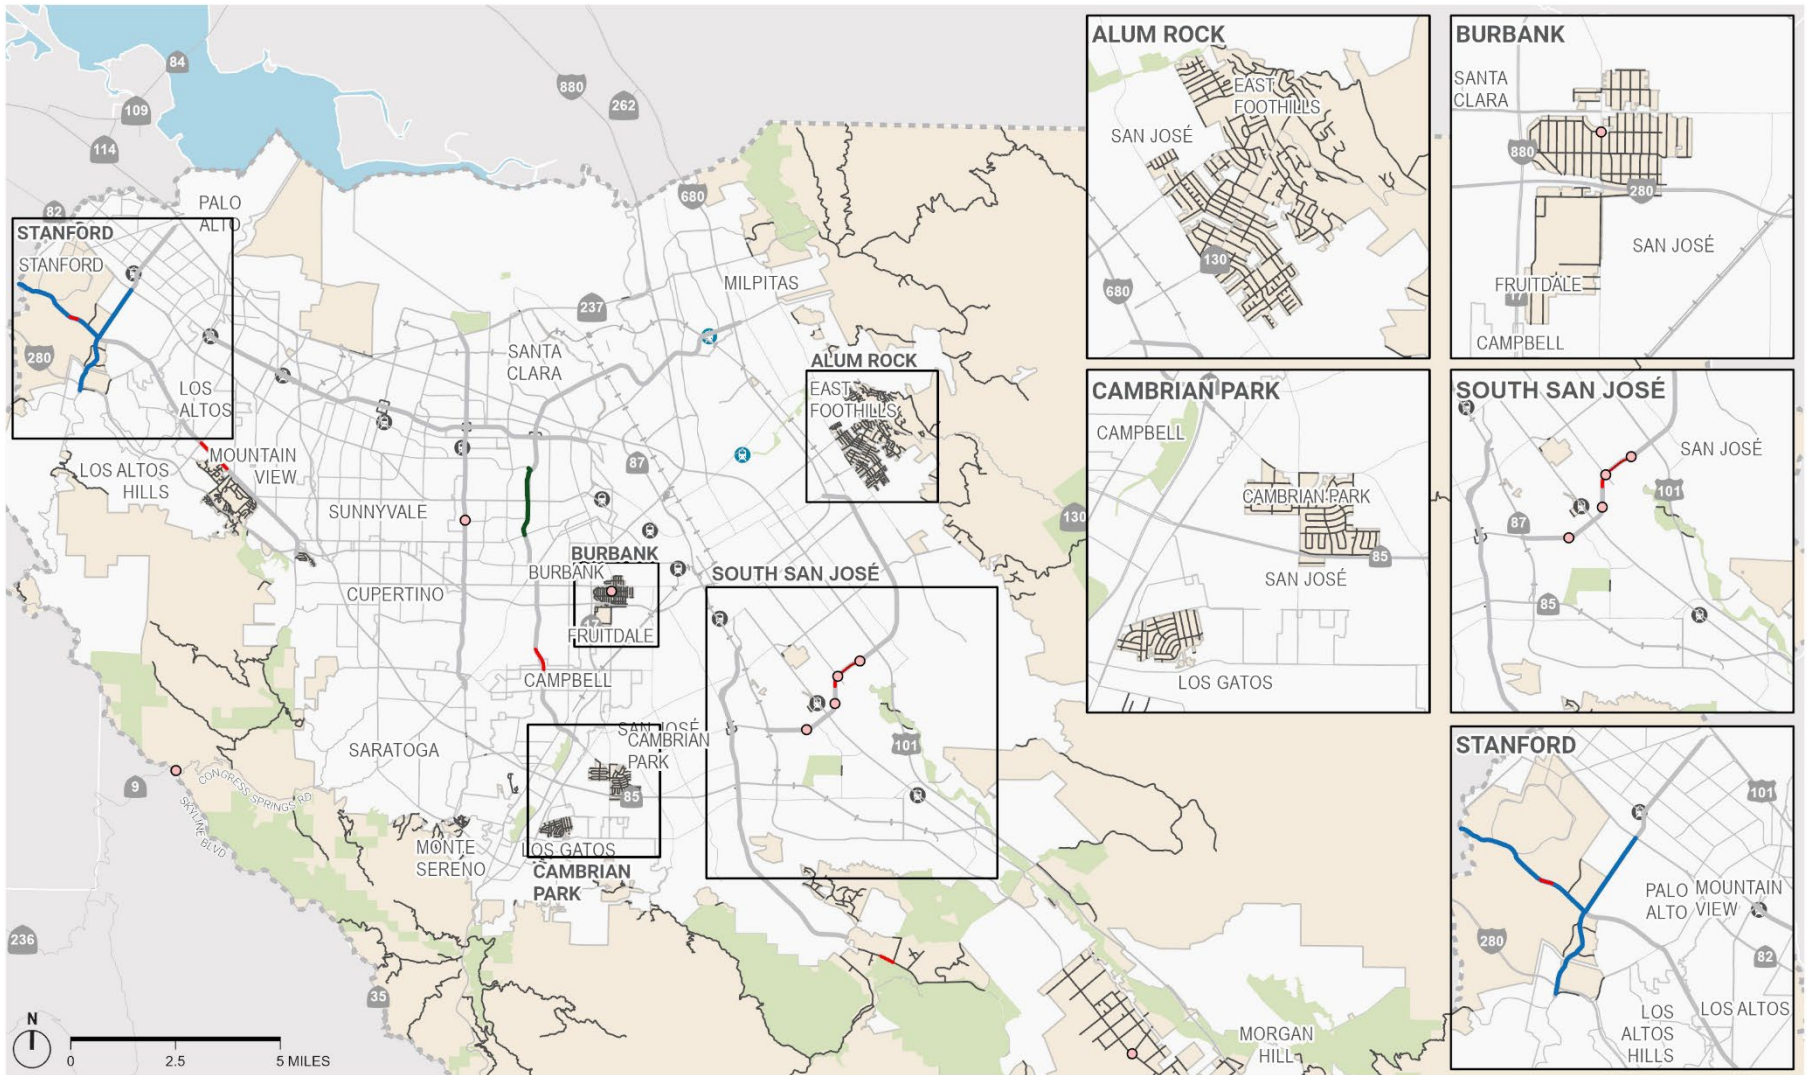 84
109
114
82
880
262
680
PALO
ALTO
STANFORD
STANFORD
280
MILPITAS
237
SANTA
CLARA
LOS
ALTOS
ALUM ROCK
EAST
FOOTHILLS
MOUNTAIN
VIEW
LOS ALTOS
HILLS
87
SUNNYVALE
130
BURBANK
BURBANK
CUPERTINO
FRUITDALE
17
SOUTH SAN JOSÉ
CAMPBELL
SAN JOSÉ
CAMBRIAN
PARK
SARATOGA
101
85
9
CONGRESS SPRINGS RD
SKYLINE BLVD
MONTE
SERENO
LOS GATOS
CAMBRIAN
PARK
236
35
MORGAN
HILL
N
0
2.5
5 MILES
ALUM ROCK
EAST
FOOTHILLS
SAN JOSÉ
130
680
BURBANK
SANTA
CLARA
880
280
SAN JOSÉ
FRUITDALE
17
CAMPBELL
CAMBRIAN PARK
CAMPBELL
CAMBRIAN PARK
85
SAN JOSÉ
LOS GATOS
SOUTH SAN JOSÉ
SAN JOSÉ
101
87
85
STANFORD
101
PALO
ALTO
MOUNTAIN
VIEW
280
82
LOS
ALTOS
HILLS
LOS ALTOS